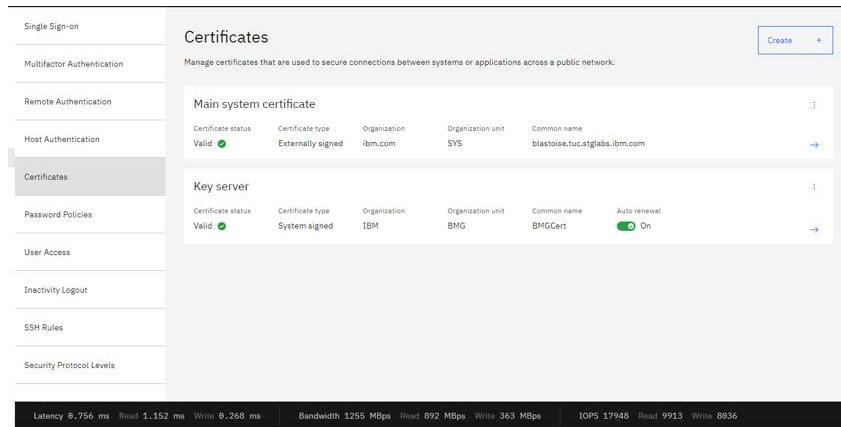 Single Sign-on
Multifactor Authentication
Remote Authentication
Host Authentication
Certificates
Password Policies
User Access
Inactivity Logout
SSH Rules
Security Protocol Levels
Certificates
Create +
Manage certificates that are used to secure connections between systems or applications across a public network.
Main system certificate
Certificate status Certificate type Organization Organization unit Common name
Valid Externally signed ibm.com SYS blastoise.tuc.stglabs.ibm.com
Key server
Certificate status Certificate type Organization Organization unit Common name Auto renewal
Valid System signed IBM BMG BMGCert On
Latency 0.756 ms Read 1.152 ms Write 0.268 ms Bandwidth 1255 MBps Read 892 MBps Write 363 MBps IOPS 17948 Read 9913 Write 8036